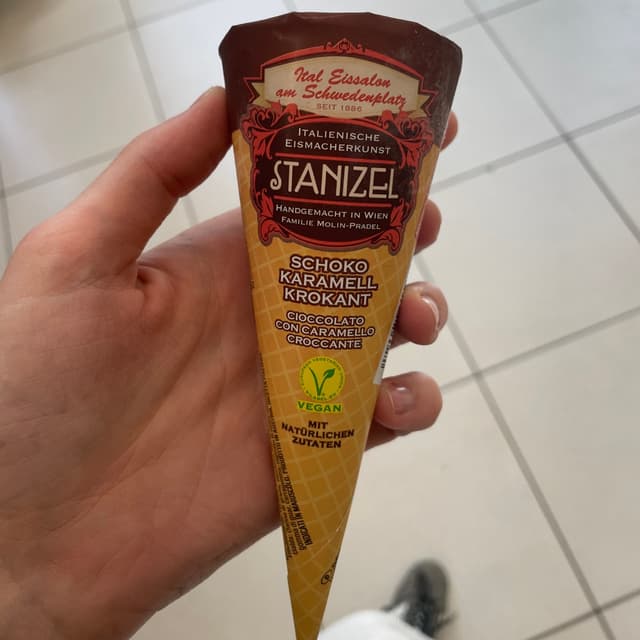 Ital Eissalon
am Schwedenplatz
SEIT 1886
ITALIENISCHE
EISMACHERKUNST
STANIZEL
HANDGEMACHT IN WIEN
FAMILIE MOLIN-PRADEL
SCHOKO
KARAMELL
KROKANT
CIOCCOLATO
CON CARAMELLO
CROCCANTE
VEGAN
MIT
NATÜRLICHEN
ZUTATEN